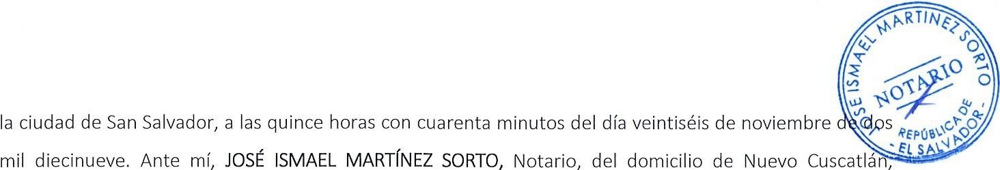 JOSE ISMAEL MARTINEZ SORTO
NOTARIO
REPÚBLICA DE
- EL SALVADOR -
la ciudad de San Salvador, a las quince horas con cuarenta minutos del día veintiséis de noviembre de dos
mil diecinueve. Ante mí, JOSÉ ISMAEL MARTÍNEZ SORTO, Notario, del domicilio de Nuevo Cuscatlán,